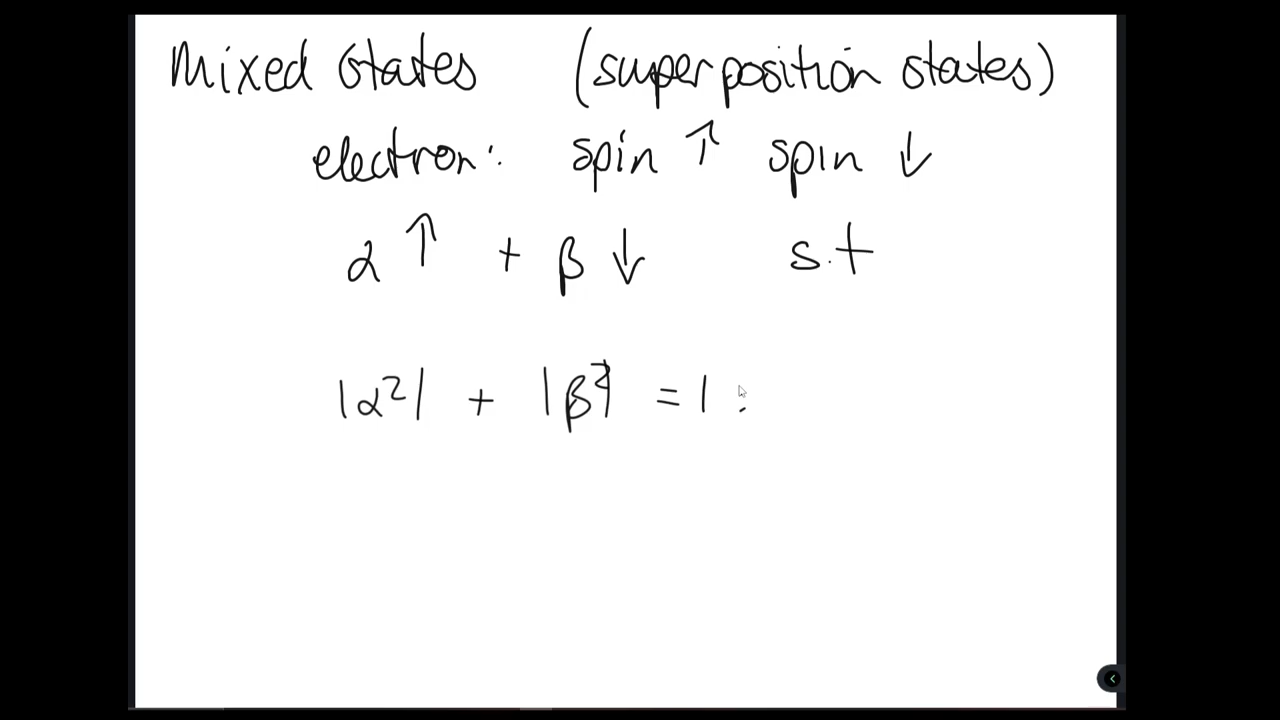 Mixed States (superposition states)
electron: spin ↑ spin ↓
α ↑ + β ↓ s.t
|α²| + |β²| = 1